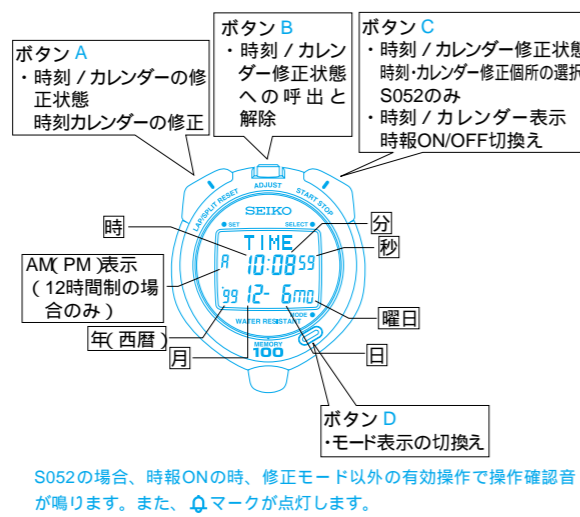 ボタン A
・時刻 / カレンダーの修
正状態
時刻カレンダーの修正
ボタン B
・時刻 / カレン
ダー修正状態
への呼出と
解除
ボタン C
・時刻 / カレンダー修正状態
時刻・カレンダー修正個所の選択
S052のみ
・時刻 / カレンダー表示
時報ON/OFF切換え
LAP/SPLIT RESET
ADJUST
START STOP
SEIKO
SET
SELECT
TIME
A 10:08 59
'99 12- 6 mo
MODE
WATER RESISTANT
MEMORY
100
時
分
秒
AM( PM )表示
( 12時間制の場
合のみ )
年( 西暦 )
月
曜日
日
ボタン D
・モード表示の切換え
S052の場合、時報ONの時、修正モード以外の有効操作で操作確認音
が鳴ります。また、マークが点灯します。